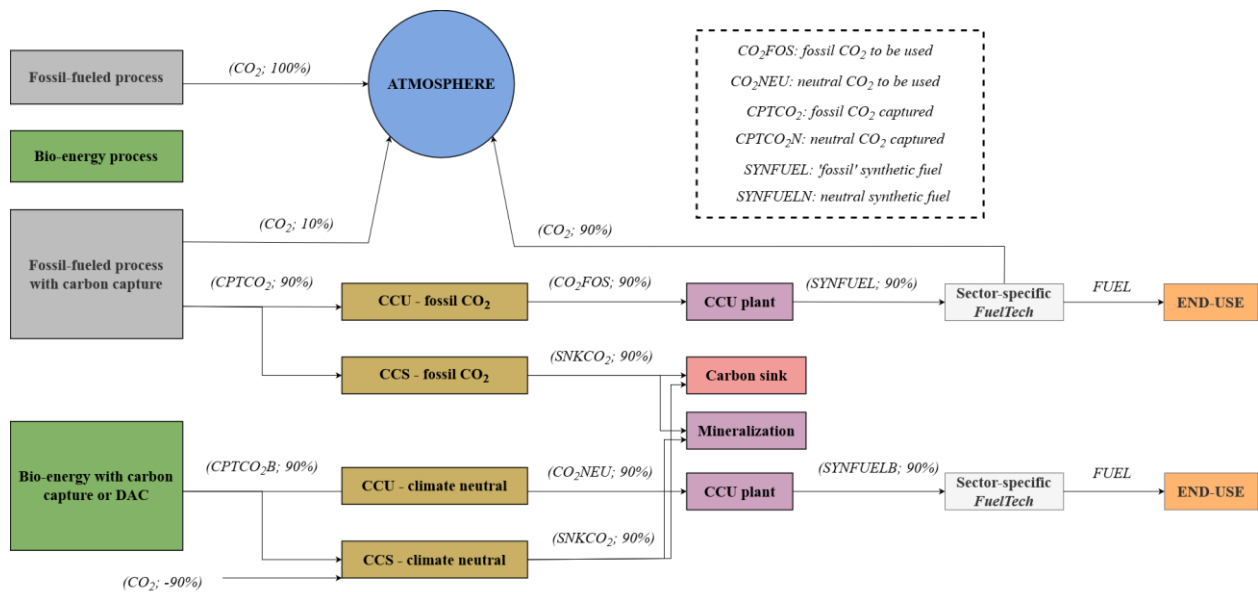 Fossil-fueled process
(CO₂; 100%)
ATMOSPHERE
CO₂FOS: fossil CO₂ to be used
CO₂NEU: neutral CO₂ to be used
CPTCO₂: fossil CO₂ captured
CPTCO₂N: neutral CO₂ captured
SYNFUEL: 'fossil' synthetic fuel
SYNFUELN: neutral synthetic fuel
Bio-energy process
Fossil-fueled process
with carbon capture
(CO₂; 10%)
(CO₂; 90%)
(CPTCO₂; 90%)
CCU - fossil CO₂
(CO₂FOS; 90%)
CCU plant
(SYNFUEL; 90%)
Sector-specific
FuelTech
FUEL
END-USE
CCS - fossil CO₂
(SNKCO₂; 90%)
Carbon sink
Mineralization
Bio-energy with carbon
capture or DAC
(CPTCO₂B; 90%)
CCU - climate neutral
(CO₂NEU; 90%)
CCU plant
(SYNFUELB; 90%)
Sector-specific
FuelTech
FUEL
END-USE
CCS - climate neutral
(SNKCO₂; 90%)
(CO₂; -90%)